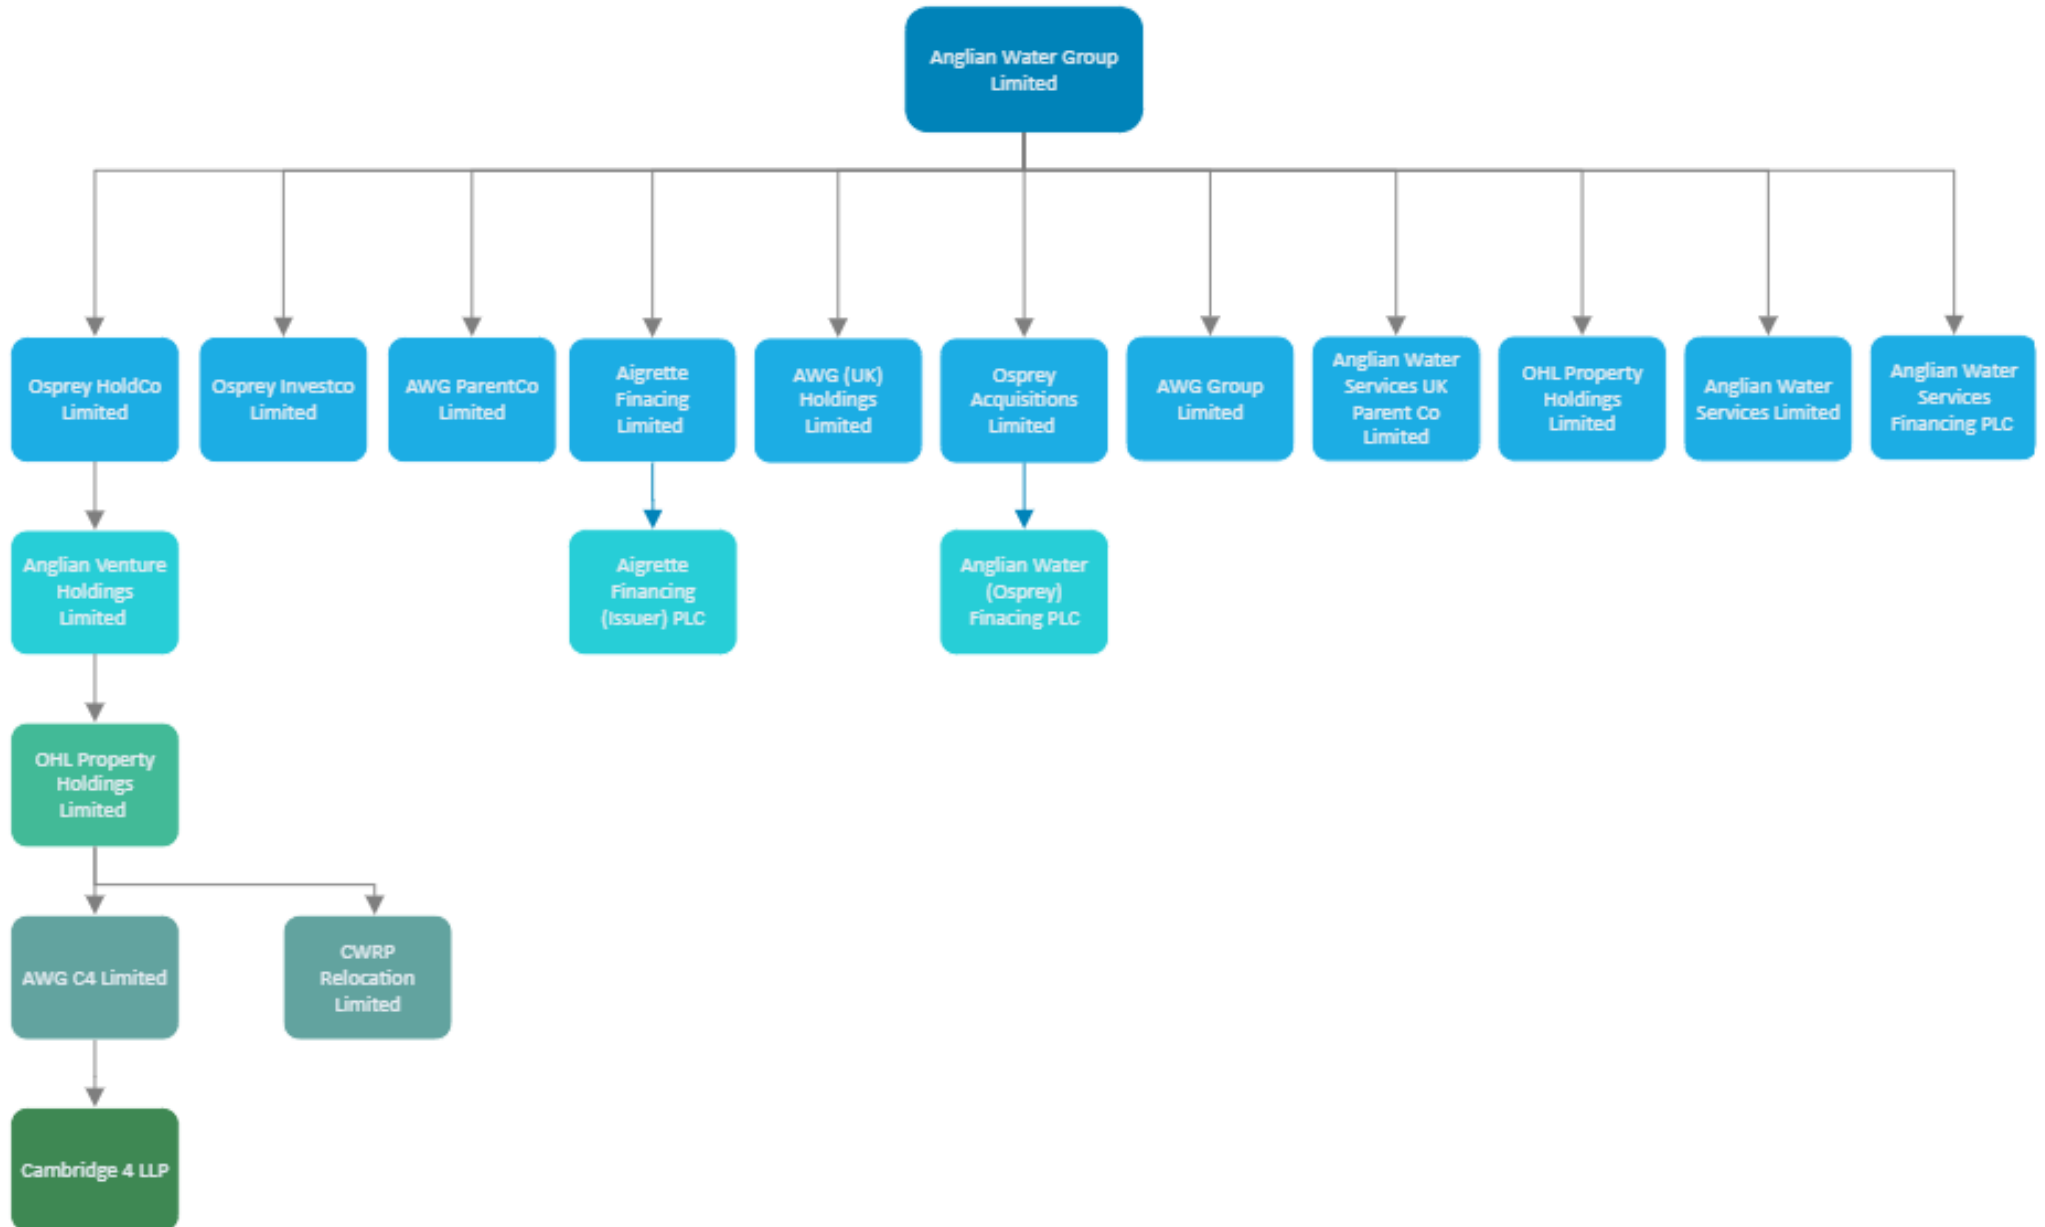 Anglian Water Group
Limited
Osprey HoldCo
Limited
Osprey Investco
Limited
AWG ParentCo
Limited
Aigrette
Finacing
Limited
AWG (UK)
Holdings
Limited
Osprey
Acquisitions
Limited
AWG Group
Limited
Anglian Water
Services UK
Parent Co
Limited
OHL Property
Holdings
Limited
Anglian Water
Services Limited
Anglian Water
Services
Financing PLC
Anglian Venture
Holdings
Limited
Aigrette
Financing
(Issuer) PLC
Anglian Water
(Osprey)
Finacing PLC
OHL Property
Holdings
Limited
AWG C4 Limited
CWRP
Relocation
Limited
Cambridge 4 LLP